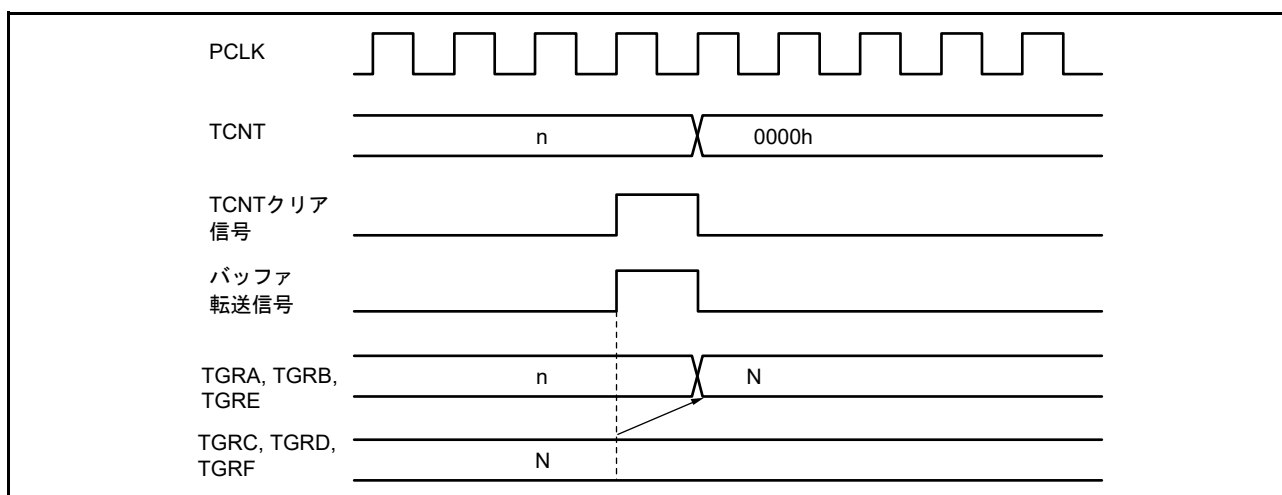 PCLK
TCNT
n
0000h
TCNTクリア
信号
バッファ
転送信号
TGRA, TGRB,
TGRE
n
N
TGRC, TGRD,
TGRF
N